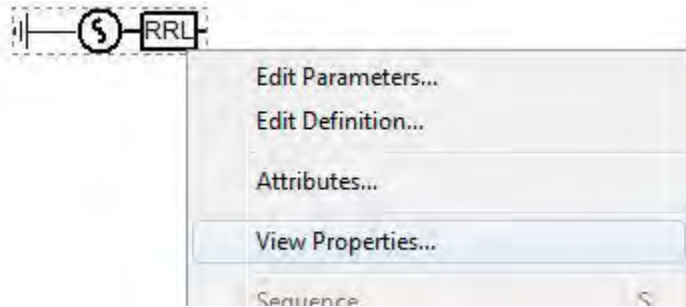 RRL
Edit Parameters...
Edit Definition...
Attributes...
View Properties...
Sequence S